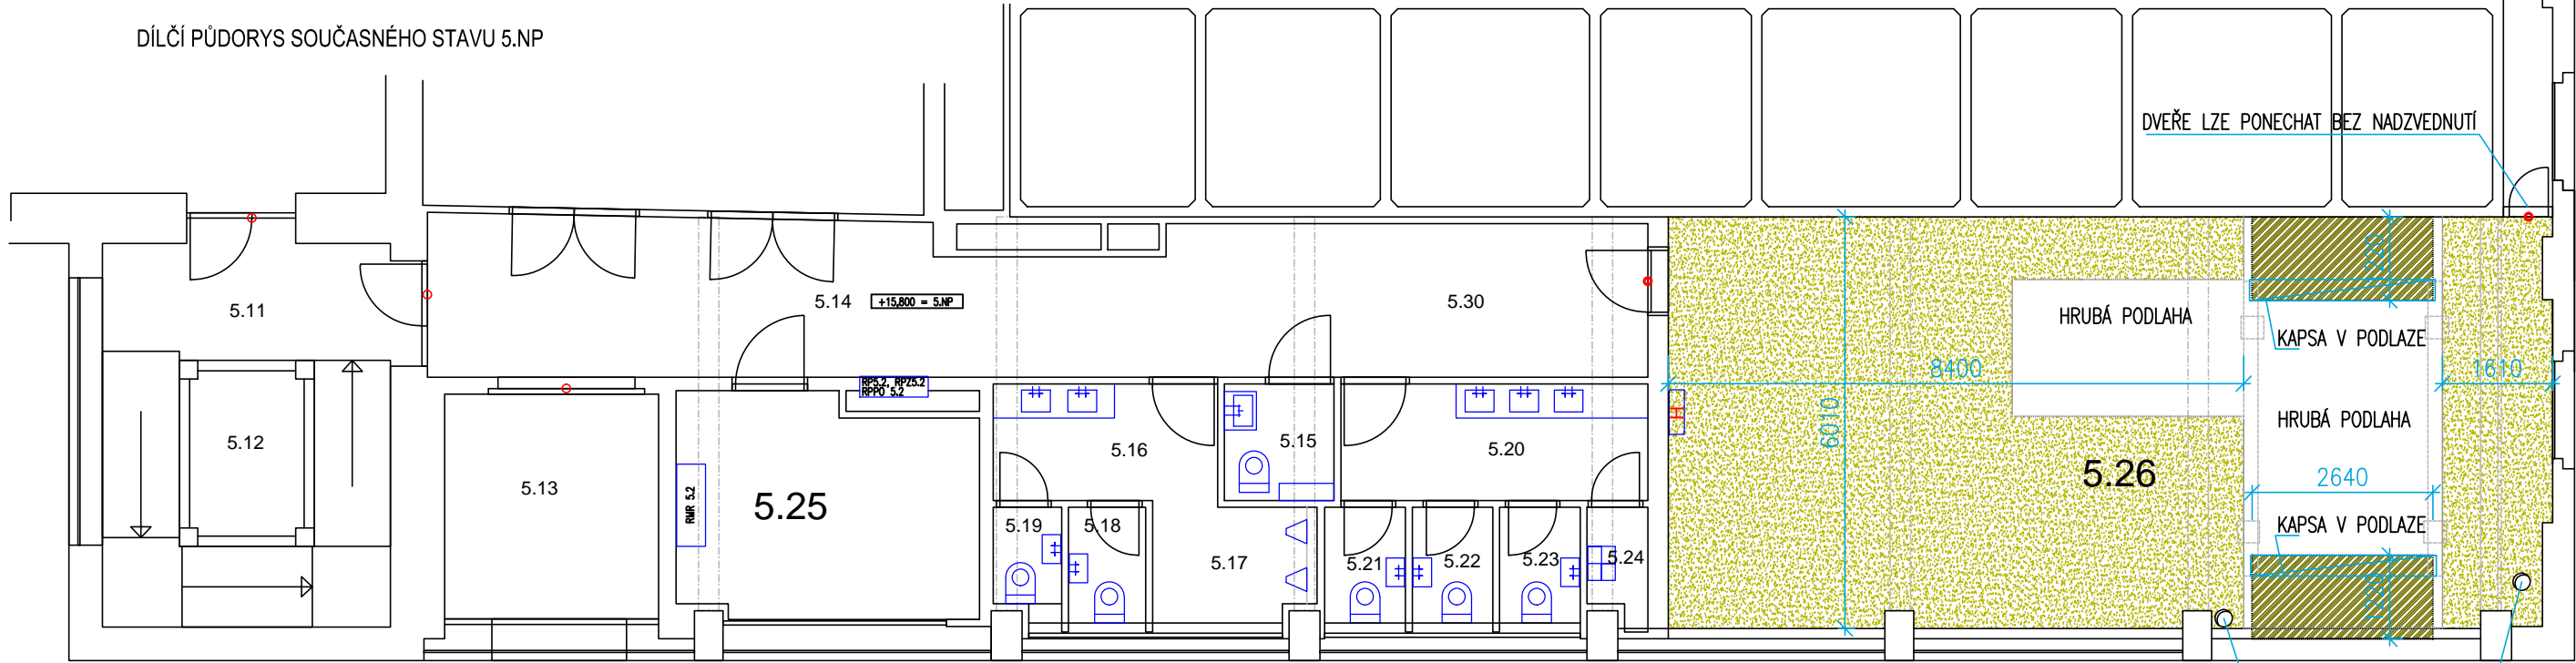 DÍLČÍ PŮDORYS SOUČASNÉHO STAVU 5.NP
DVEŘE LZE PONECHAT BEZ NADZVEDNUTÍ
5.11
5.14
+15,800 = 5.NP
5.30
HRUBÁ PODLAHA
1220
KAPSA V PODLAZE
8400
1610
RP5.2, RPZ5.2
RPPO 5.2
6010
HRUBÁ PODLAHA
5.12
5.13
RMR 5.2
5.25
5.16
5.15
5.20
5.26
2640
5.19
5.18
5.17
5.21
5.22
5.23
5.24
KAPSA V PODLAZE
1220